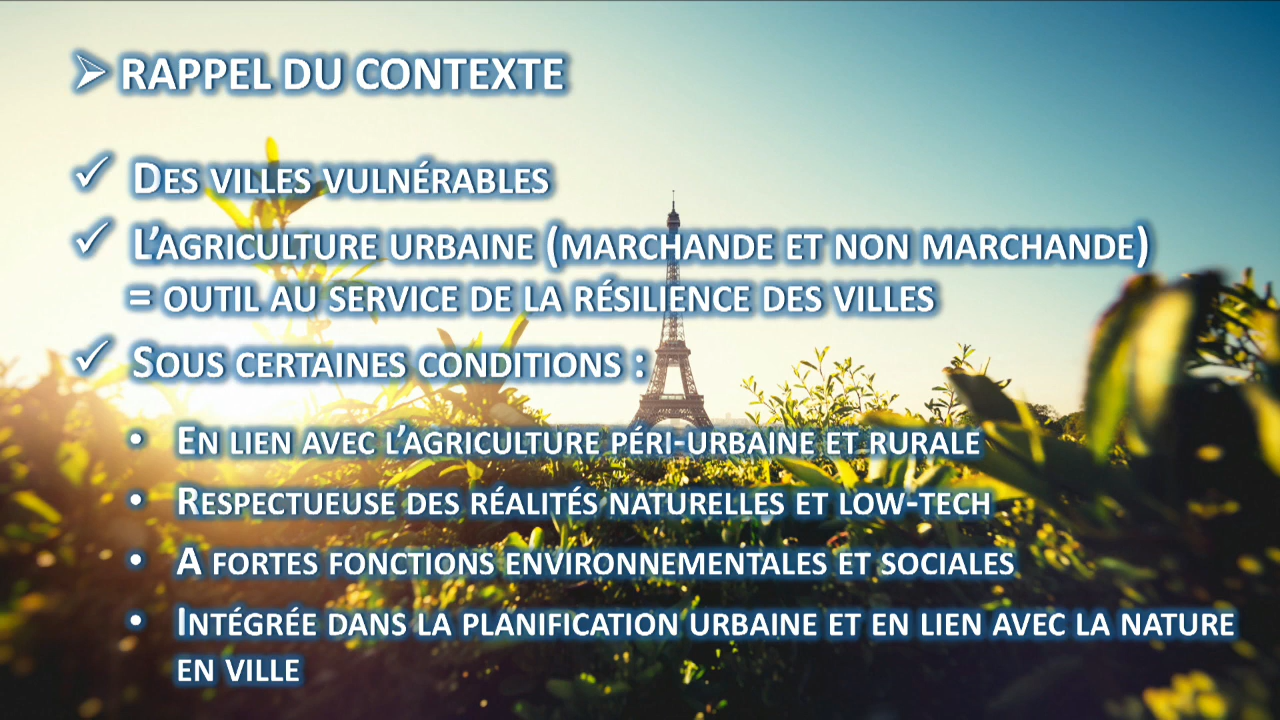 ➢ RAPPEL DU CONTEXTE
✓ DES VILLES VULNÉRABLES
✓ L'AGRICULTURE URBAINE (MARCHANDE ET NON MARCHANDE)
= OUTIL AU SERVICE DE LA RÉSILIENCE DES VILLES
✓ SOUS CERTAINES CONDITIONS :
• EN LIEN AVEC L'AGRICULTURE PÉRI-URBAINE ET RURALE
• RESPECTUEUSE DES RÉALITÉS NATURELLES ET LOW-TECH
• A FORTES FONCTIONS ENVIRONNEMENTALES ET SOCIALES
• INTÉGRÉE DANS LA PLANIFICATION URBAINE ET EN LIEN AVEC LA NATURE
EN VILLE